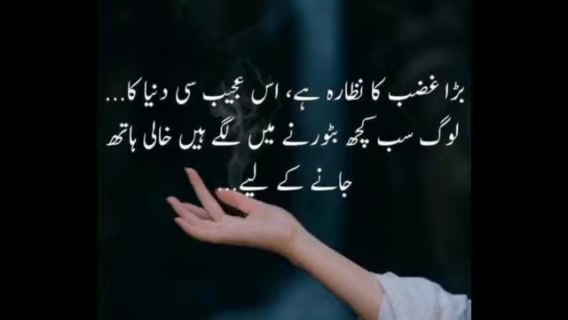 بڑا غضب کا نظارہ ہے، اس عجیب سی دنیا کا...
لوگ سب کچھ بٹورنے میں لگے ہیں خالی ہاتھ
جانے کے لیے...